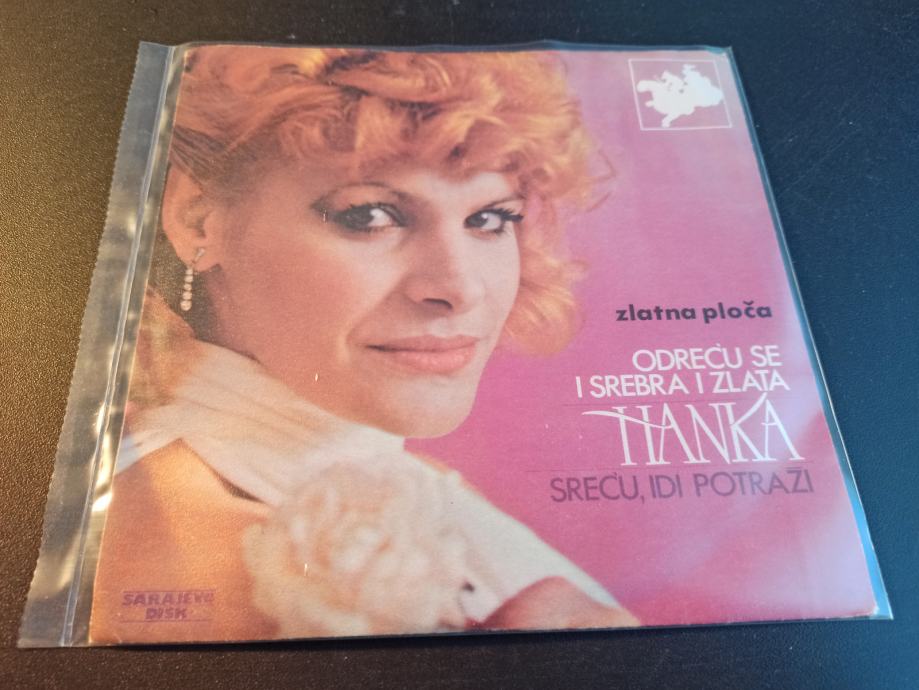 zlatna ploča
ODREĆU SE
I SREBRA I ZLATA
HANKA
SREĆU, IDI POTRAŽI
SARAJEVO
DISK